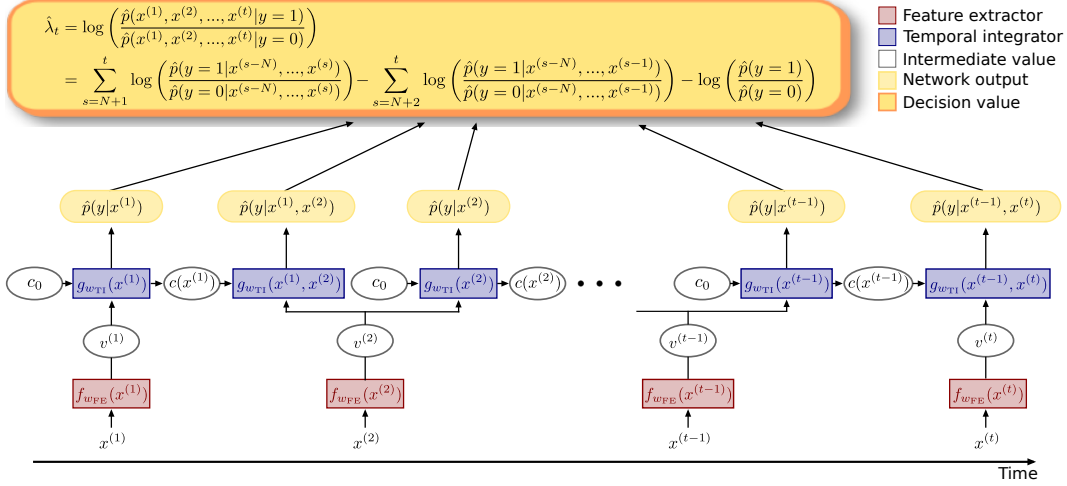 λ̂_t = log ( p̂(x^(1), x^(2), ..., x^(t)|y = 1) / p̂(x^(1), x^(2), ..., x^(t)|y = 0) )
= ∑_{s=N+1}^{t} log ( p̂(y = 1|x^(s−N), ..., x^(s)) / p̂(y = 0|x^(s−N), ..., x^(s)) ) − ∑_{s=N+2}^{t} log ( p̂(y = 1|x^(s−N), ..., x^(s−1)) / p̂(y = 0|x^(s−N), ..., x^(s−1)) ) − log ( p̂(y = 1) / p̂(y = 0) )
Feature extractor
Temporal integrator
Intermediate value
Network output
Decision value
p̂(y|x^(1)) p̂(y|x^(1), x^(2)) p̂(y|x^(2)) p̂(y|x^(t−1)) p̂(y|x^(t−1), x^(t))
c_0 g_{w_TI}(x^(1)) c(x^(1)) g_{w_TI}(x^(1), x^(2)) c_0 g_{w_TI}(x^(2)) c(x^(2)) • • • c_0 g_{w_TI}(x^(t−1)) c(x^(t−1)) g_{w_TI}(x^(t−1), x^(t))
v^(1) v^(2) v^(t−1) v^(t)
f_{w_FE}(x^(1)) f_{w_FE}(x^(2)) f_{w_FE}(x^(t−1)) f_{w_FE}(x^(t))
x^(1) x^(2) x^(t−1) x^(t)
Time